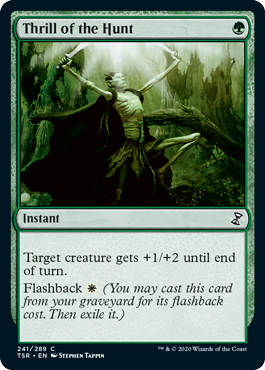 Thrill of the Hunt
Instant
Target creature gets +1/+2 until end
of turn.
Flashback (You may cast this card
from your graveyard for its flashback
cost. Then exile it.)
241/289 C
TSR • EN Stephen Tappin
™ & © 2020 Wizards of the Coast